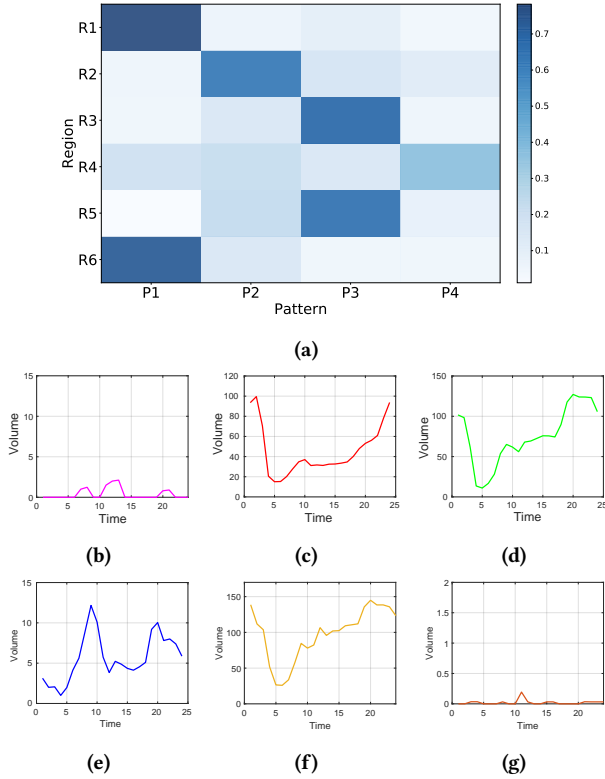 R1
R2
R3
R4
R5
R6
Region
P1 P2 P3 P4
Pattern
0.7
0.6
0.5
0.4
0.3
0.2
0.1
(a)
15
10
5
0
Volume
0 5 10 15 20
Time
(b)
120
100
80
60
40
20
0
Volume
0 5 10 15 20 25
Time
(c)
150
100
50
0
Volume
0 5 10 15 20 25
Time
(d)
15
10
5
0
Volume
0 5 10 15 20 25
Time
(e)
150
100
50
0
Volume
0 10 20
Time
(f)
2
1.5
1
0.5
0
Volume
0 5 10 15 20
Time
(g)